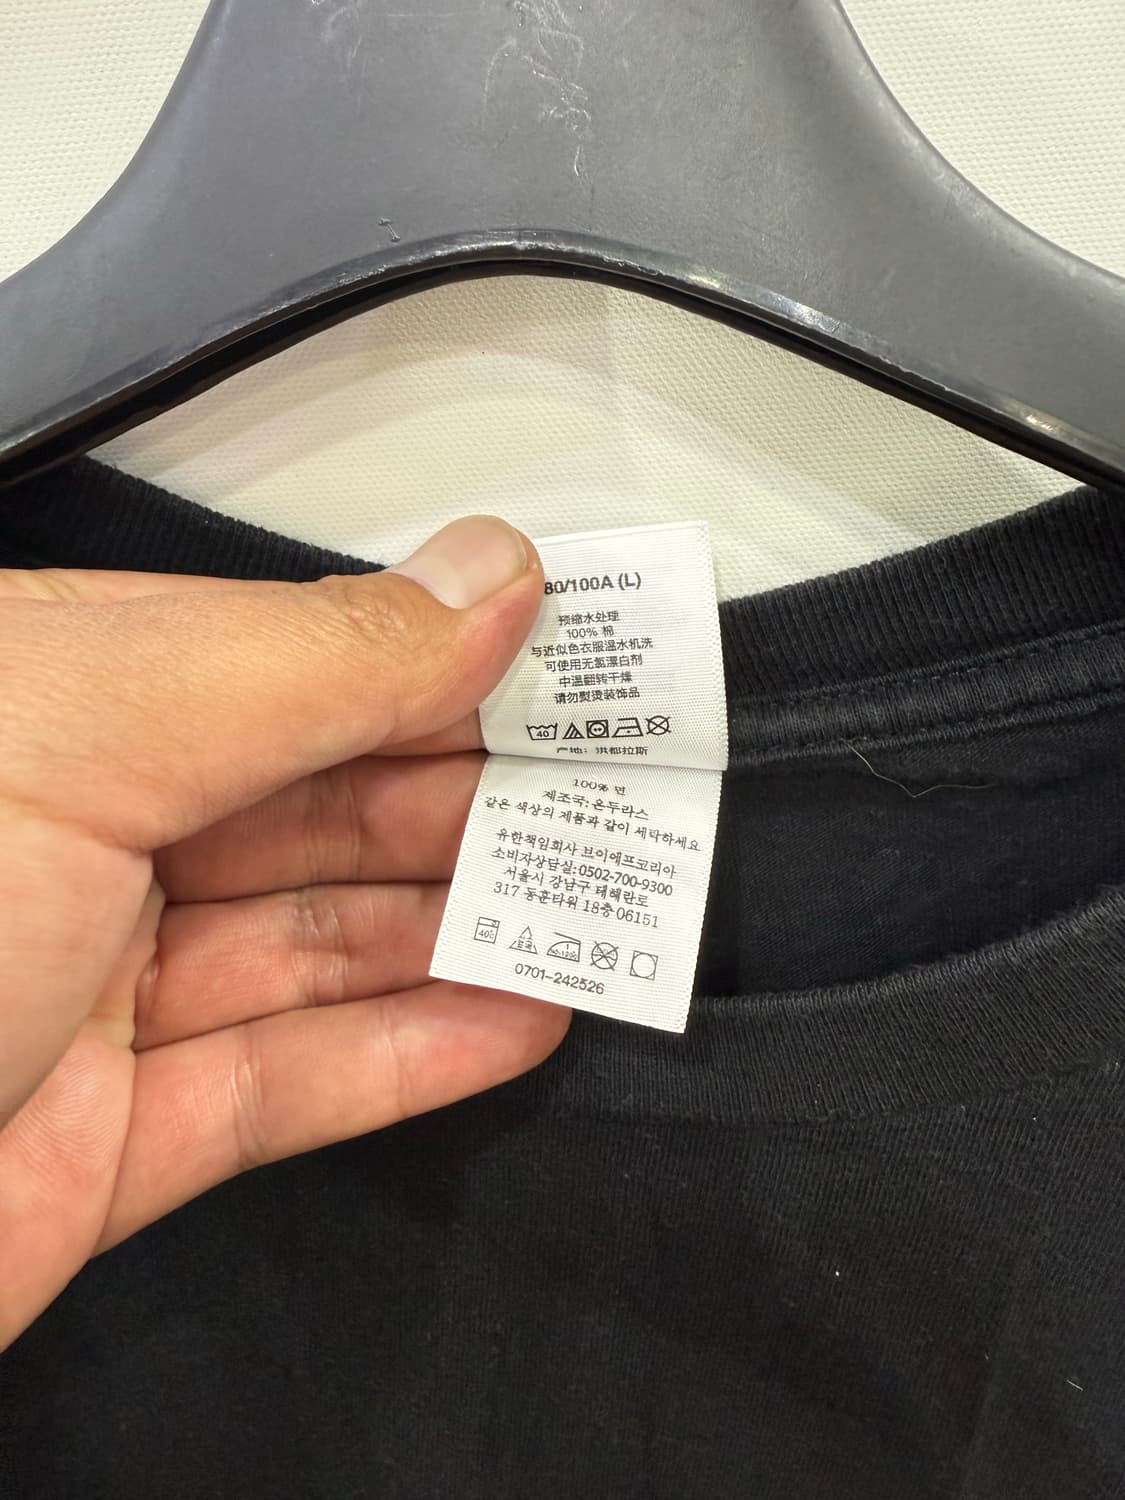 80/100A (L)
预缩水处理
100% 棉
与近似色衣服温水机洗
可使用无氯漂白剂
中温翻转干燥
请勿熨烫装饰品
40
产地：洪都拉斯
100% 면
제조국: 온두라스
같은 색상의 제품과 같이 세탁하세요
유한책임회사 브이에프코리아
소비자상담실: 0502-700-9300
서울시 강남구 테헤란로
317 동훈타워 18층 06151
40℃
0701-242526